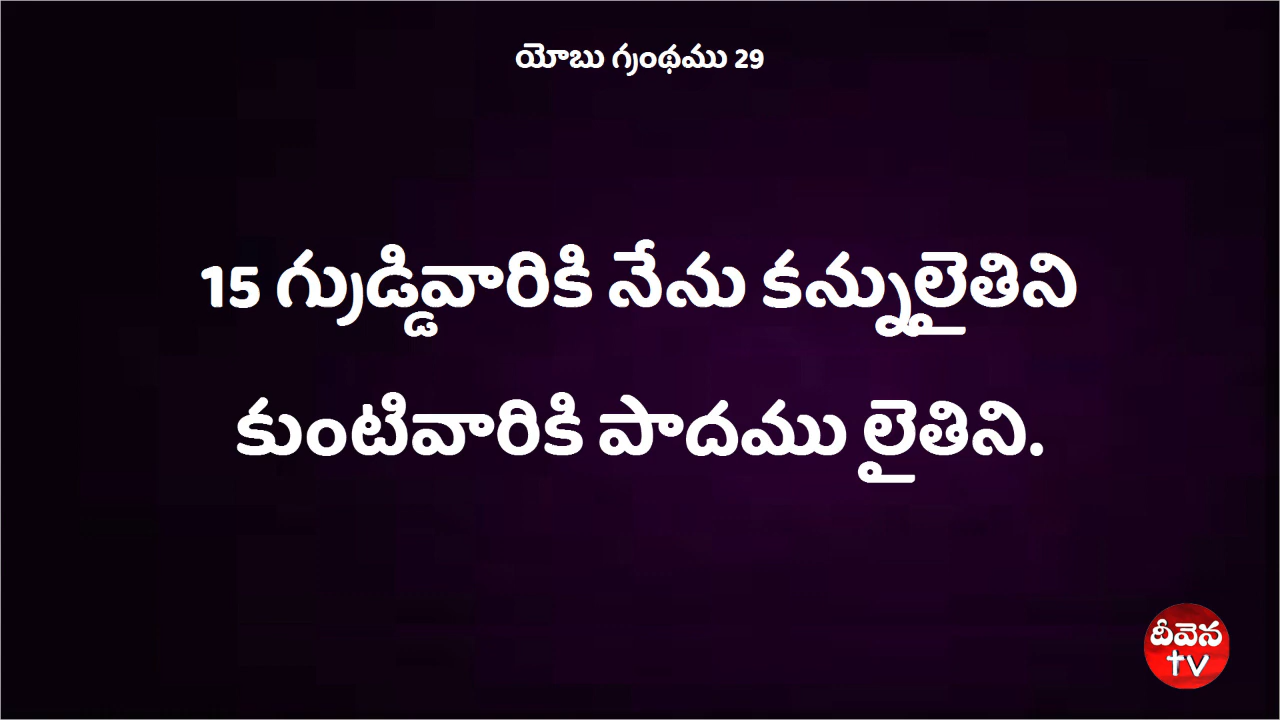 యోబు గ్రంథము 29
15 గ్రుడ్డివారికి నేను కన్నులైతిని
కుంటివారికి పాదము లైతిని.
దీవెన
tv